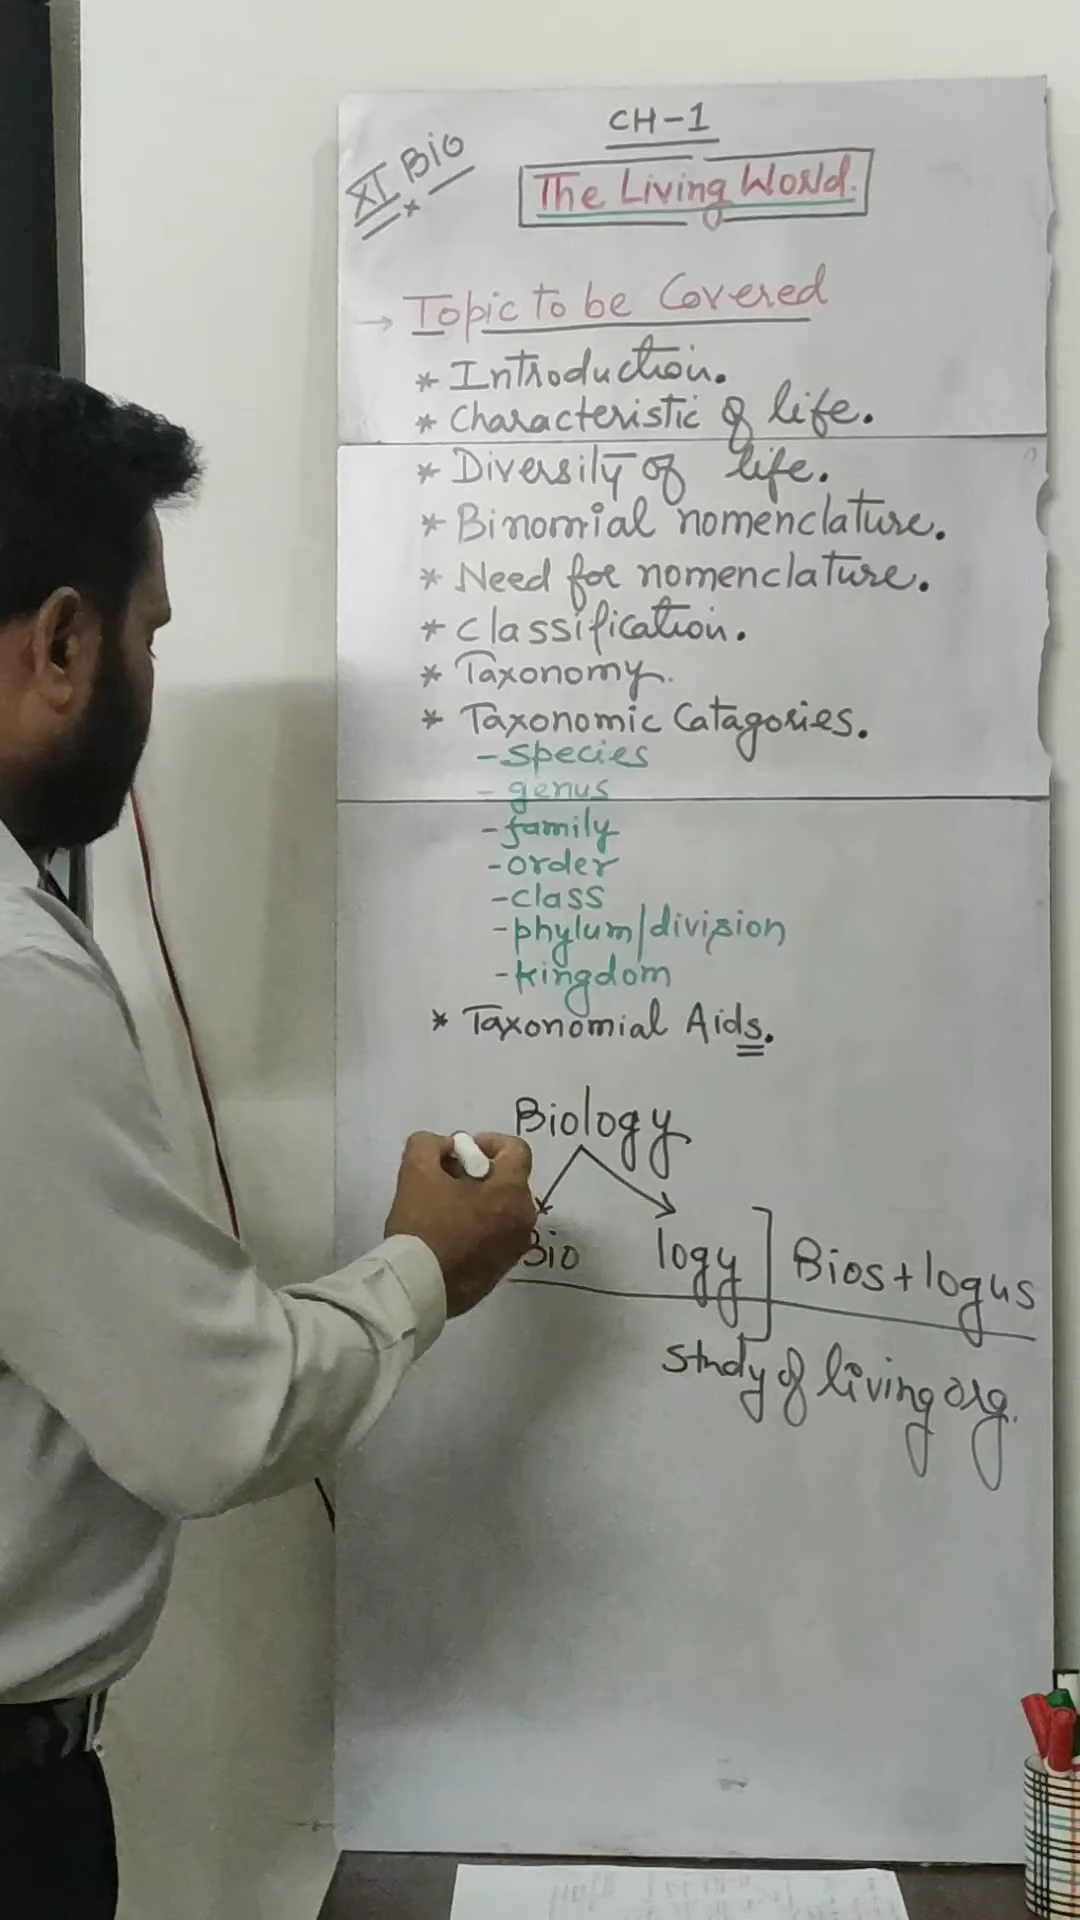 XI Bio
CH-1
The Living World.
→ Topic to be Covered
* Introduction.
* Characteristic of life.
* Diversity of life.
* Binomial nomenclature.
* Need for nomenclature.
* Classification.
* Taxonomy.
* Taxonomic Catagories.
- species
- genus
- family
- order
- class
- phylum/division
- kingdom
* Taxonomial Aids.
Biology
Bio logy] Bios + logus
Study of living org.